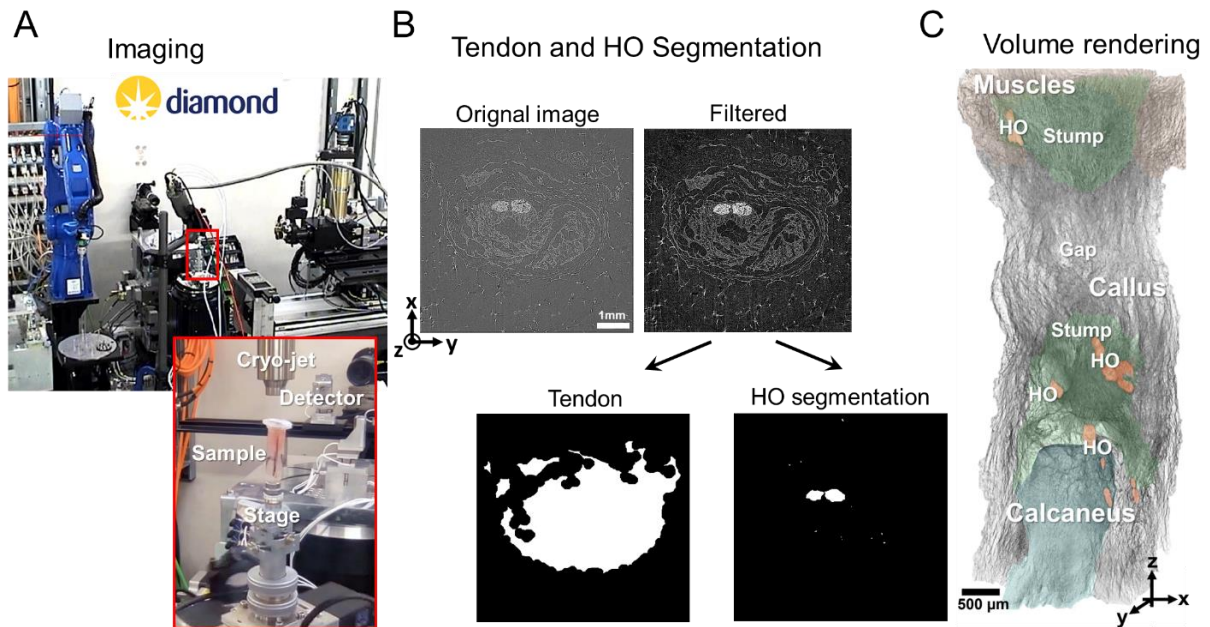 A
Imaging
diamond
Cryo-jet
Detector
Sample
Stage
B
Tendon and HO Segmentation
Orignal image
Filtered
1mm
x
z
y
Tendon
HO segmentation
C
Volume rendering
Muscles
HO
Stump
Gap
Callus
Stump
HO
HO
HO
Calcaneus
500 µm
z
x
y